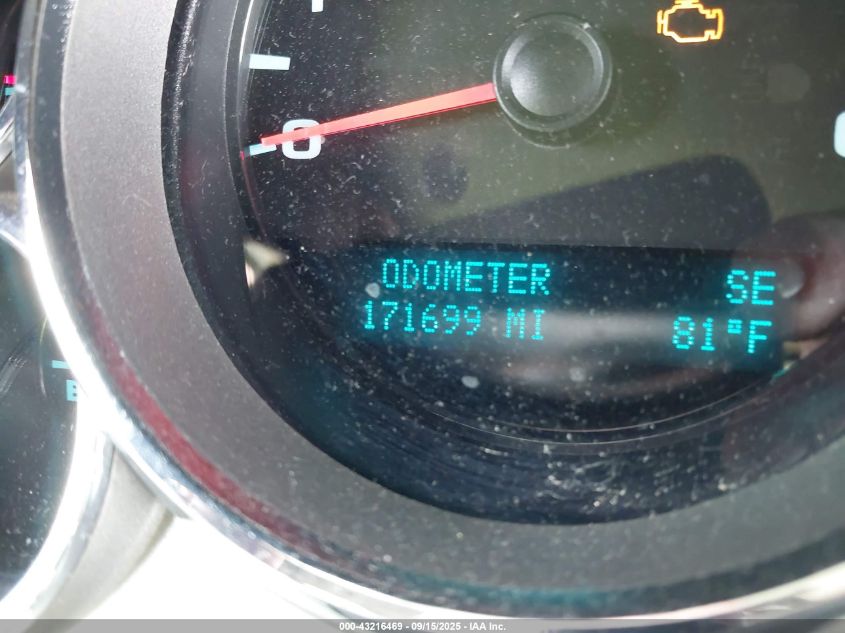 0
ODOMETER SE
171699 MI 81°F
E
000-43216469 - 09/15/2025 - IAA Inc.